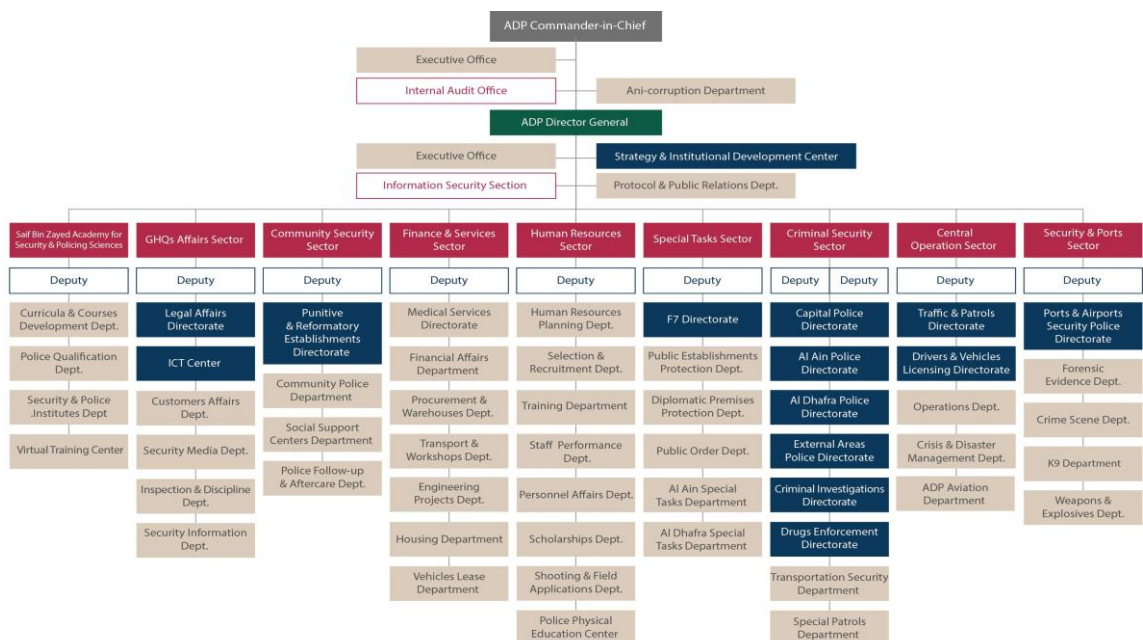 ADP Commander-in-Chief
Executive Office
Internal Audit Office
Ani-corruption Department
ADP Director General
Executive Office
Strategy & Institutional Development Center
Information Security Section
Protocol & Public Relations Dept.
Saif Bin Zayed Academy for
Security & Policing Sciences
Deputy
Curricula & Courses
Development Dept.
Police Qualification
Dept.
Security & Police
.Institutes Dept
Virtual Training Center
GHQs Affairs Sector
Deputy
Legal Affairs
Directorate
ICT Center
Customers Affairs
Dept.
Security Media Dept.
Inspection & Discipline
Dept.
Security Information
Dept.
Community Security
Sector
Deputy
Punitive
& Reformatory
Establishments
Directorate
Community Police
Department
Social Support
Centers Department
Police Follow-up
& Aftercare Dept.
Finance & Services
Sector
Deputy
Medical Services
Directorate
Financial Affairs
Department
Procurement &
Warehouses Dept.
Transport &
Workshops Dept.
Engineering
Projects Dept.
Housing Department
Vehicles Lease
Department
Human Resources
Sector
Deputy
Human Resources
Planning Dept.
Selection &
Recruitment Dept.
Training Department
Staff Performance
Dept.
Personnel Affairs Dept.
Scholarships Dept.
Shooting & Field
Applications Dept.
Police Physical
Education Center
Special Tasks Sector
Deputy
F7 Directorate
Public Establishments
Protection Dept.
Diplomatic Premises
Protection Dept.
Public Order Dept.
Al Ain Special
Tasks Department
Al Dhafra Special
Tasks Department
Criminal Security
Sector
Deputy
Deputy
Capital Police
Directorate
Al Ain Police
Directorate
Al Dhafra Police
Directorate
External Areas
Police Directorate
Criminal Investigations
Directorate
Drugs Enforcement
Directorate
Transportation Security
Department
Special Patrols
Department
Central
Operation Sector
Deputy
Traffic & Patrols
Directorate
Drivers & Vehicles
Licensing Directorate
Operations Dept.
Crisis & Disaster
Management Dept.
ADP Aviation
Department
Security & Ports
Sector
Deputy
Ports & Airports
Security Police
Directorate
Forensic
Evidence Dept.
Crime Scene Dept.
K9 Department
Weapons &
Explosives Dept.